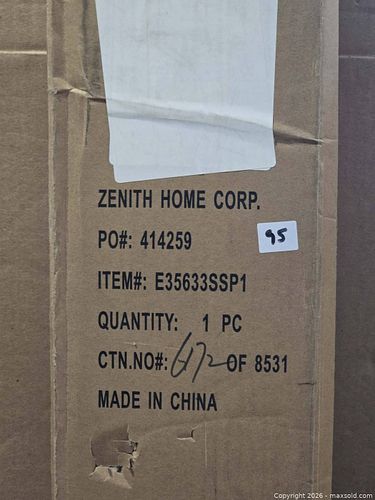 ZENITH HOME CORP.
PO#: 414259
95
ITEM#: E35633SSP1
QUANTITY: 1 PC
CTN.NO#: 6172 OF 8531
MADE IN CHINA
Copyright 2026 - maxsold.com